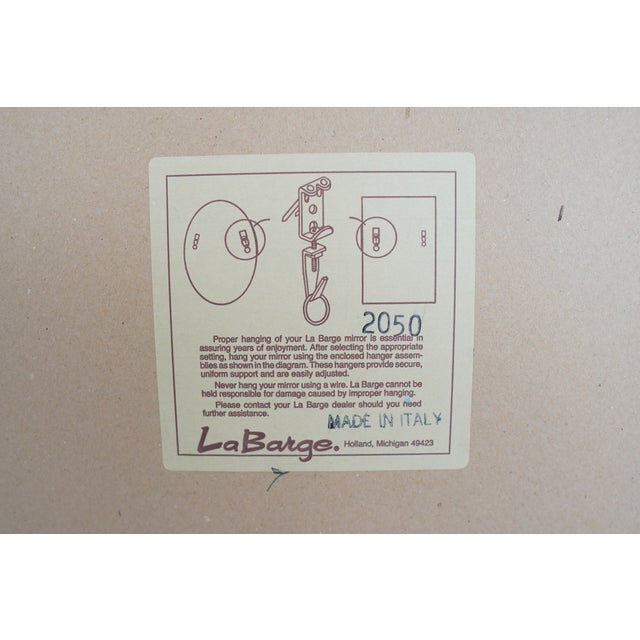 2050
Proper hanging of your La Barge mirror is essential in
assuring years of enjoyment. After selecting the appropriate
setting, hang your mirror using the enclosed hanger assem-
blies as shown in the diagram. These hangers provide secure,
uniform support and are easily adjusted.
Never hang your mirror using a wire. La Barge cannot be
held responsible for damage caused by improper hanging.
Please contact your La Barge dealer should you need
further assistance.
MADE IN ITALY
LaBarge. Holland, Michigan 49423